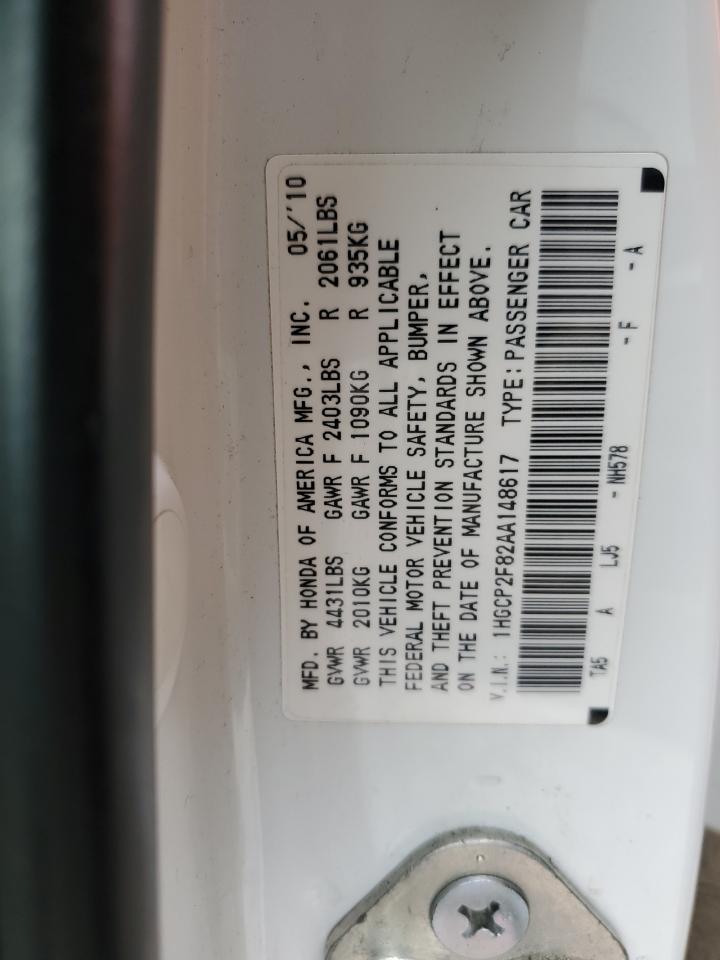 MFD. BY HONDA OF AMERICA MFG., INC. 05/'10
GVWR 4431LBS GAWR F 2403LBS R 2061LBS
GVWR 2010KG GAWR F 1090KG R 935KG
THIS VEHICLE CONFORMS TO ALL APPLICABLE
FEDERAL MOTOR VEHICLE SAFETY, BUMPER,
AND THEFT PREVENTION STANDARDS IN EFFECT
ON THE DATE OF MANUFACTURE SHOWN ABOVE.
V.I.N.: 1HGCP2F82AA148617 TYPE:PASSENGER CAR
TA5 A LJ5 - NH578 - F - A